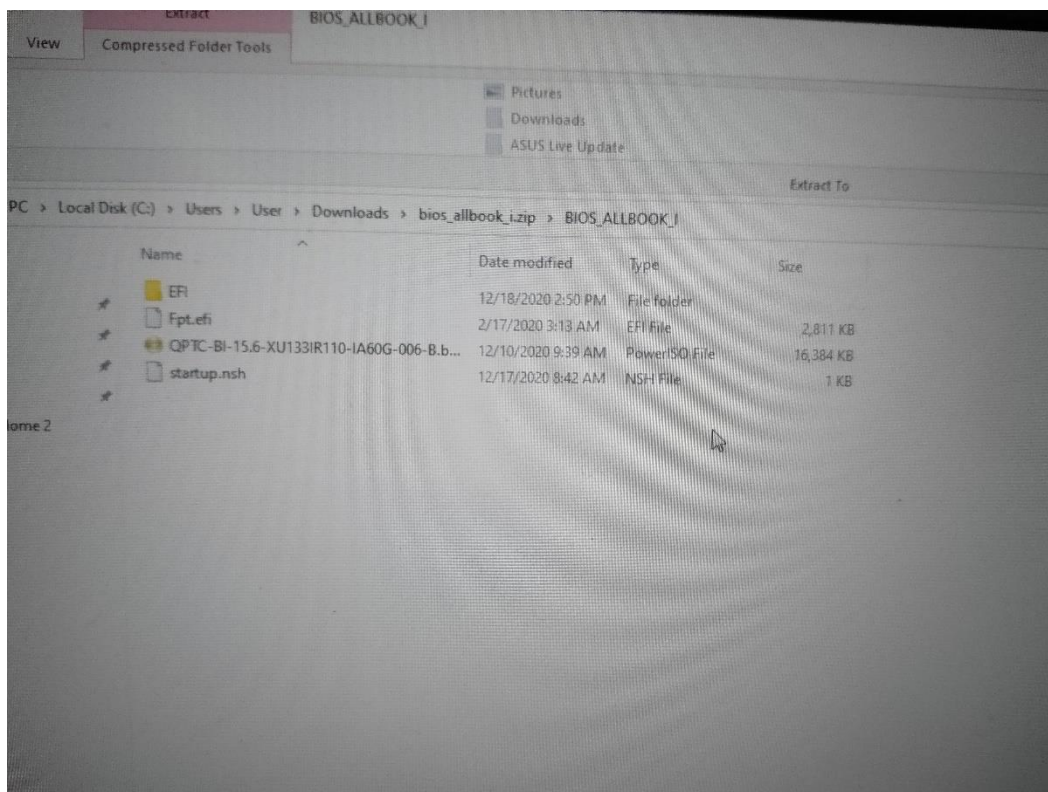 Extract
BIOS_ALLBOOK_I
View
Compressed Folder Tools
Pictures
Downloads
ASUS Live Update
Extract To
PC > Local Disk (C:) > Users > User > Downloads > bios_allbook_i.zip > BIOS_ALLBOOK_I
Name Date modified Type Size
EFI 12/18/2020 2:50 PM File folder
Fpt.efi 2/17/2020 3:13 AM EFI File 2,811 KB
QPTC-BI-15.6-XU133IR110-IA60G-006-B.b... 12/10/2020 9:39 AM PowerISO File 16,384 KB
startup.nsh 12/17/2020 8:42 AM NSH File 1 KB
lome 2